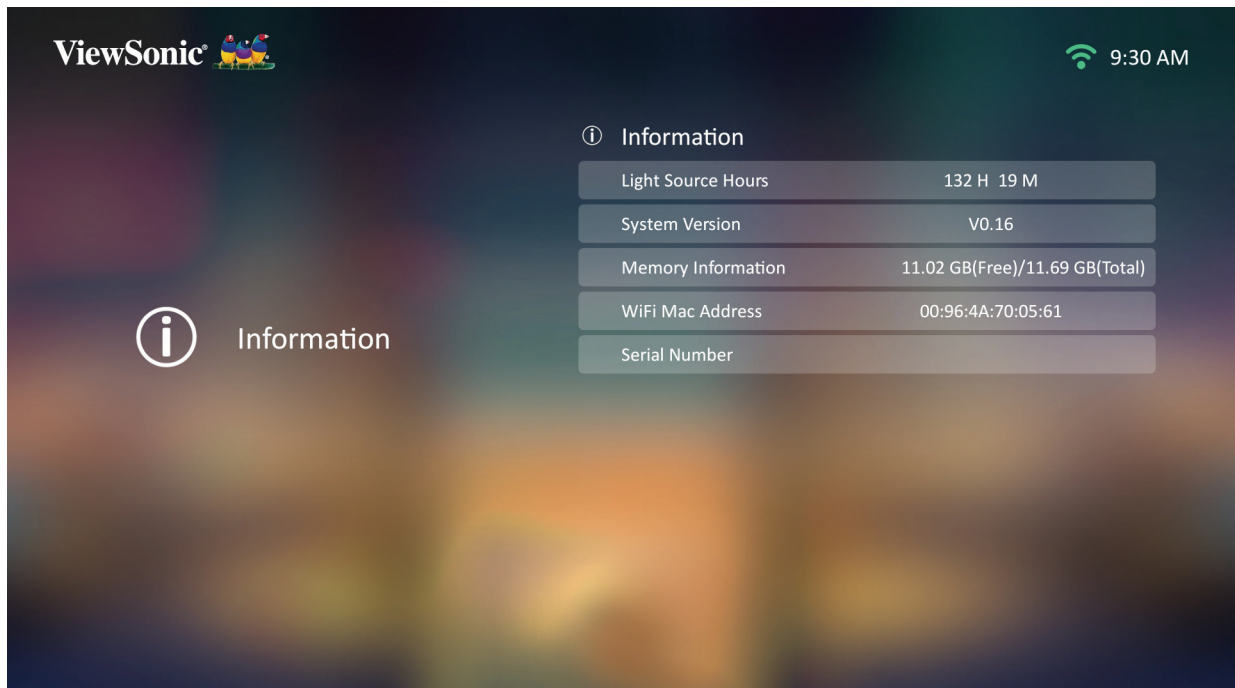 ViewSonic®
9:30 AM
Information
Information
Light Source Hours 132 H 19 M
System Version V0.16
Memory Information 11.02 GB(Free)/11.69 GB(Total)
WiFi Mac Address 00:96:4A:70:05:61
Serial Number